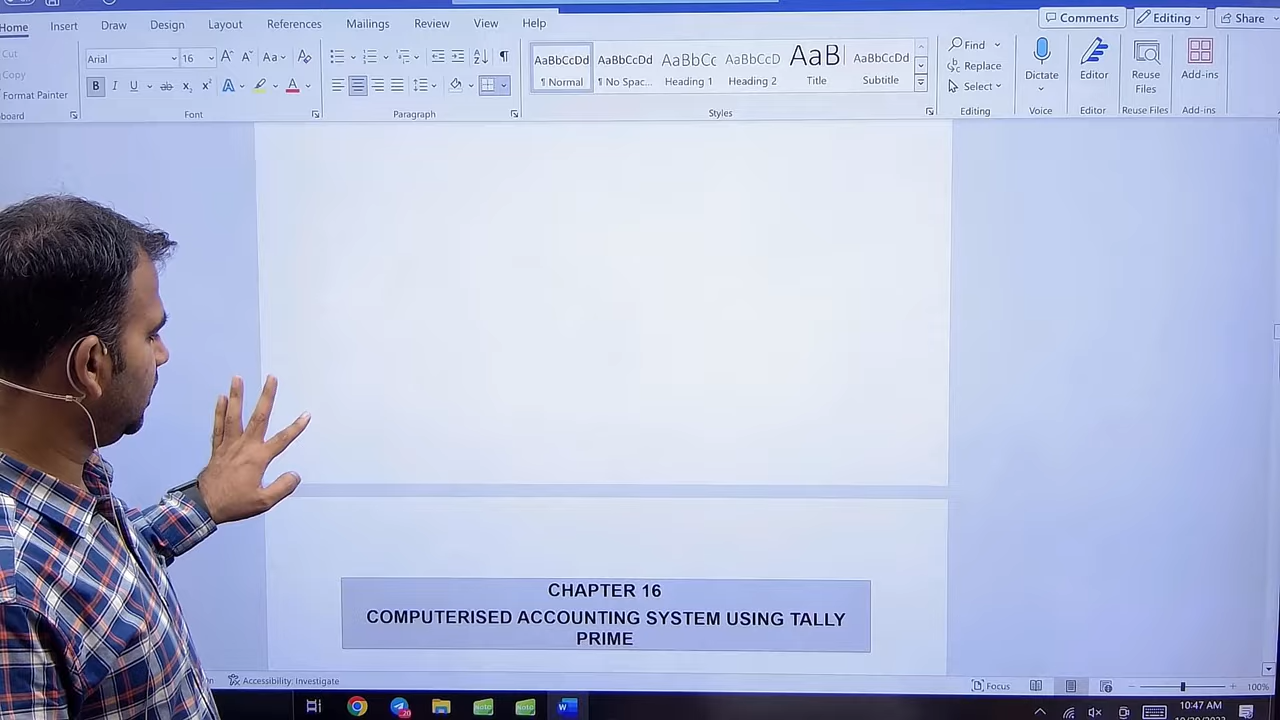 Home Insert Draw Design Layout References Mailings Review View Help
Comments Editing Share
Cut
Copy
Format Painter
Arial 16 Aa
AaBbCcDd AaBbCcDd AaBbCc AaBbCcD AaB AaBbCcDd
¶ Normal ¶ No Spac... Heading 1 Heading 2 Title Subtitle
Find
Replace
Select
Dictate
Editor
Reuse
Files
Add-ins
Font Paragraph Styles Editing Voice Editor Reuse Files Add-ins
CHAPTER 16
COMPUTERISED ACCOUNTING SYSTEM USING TALLY
PRIME
Accessibility: Investigate
Focus 100%
10:47 AM